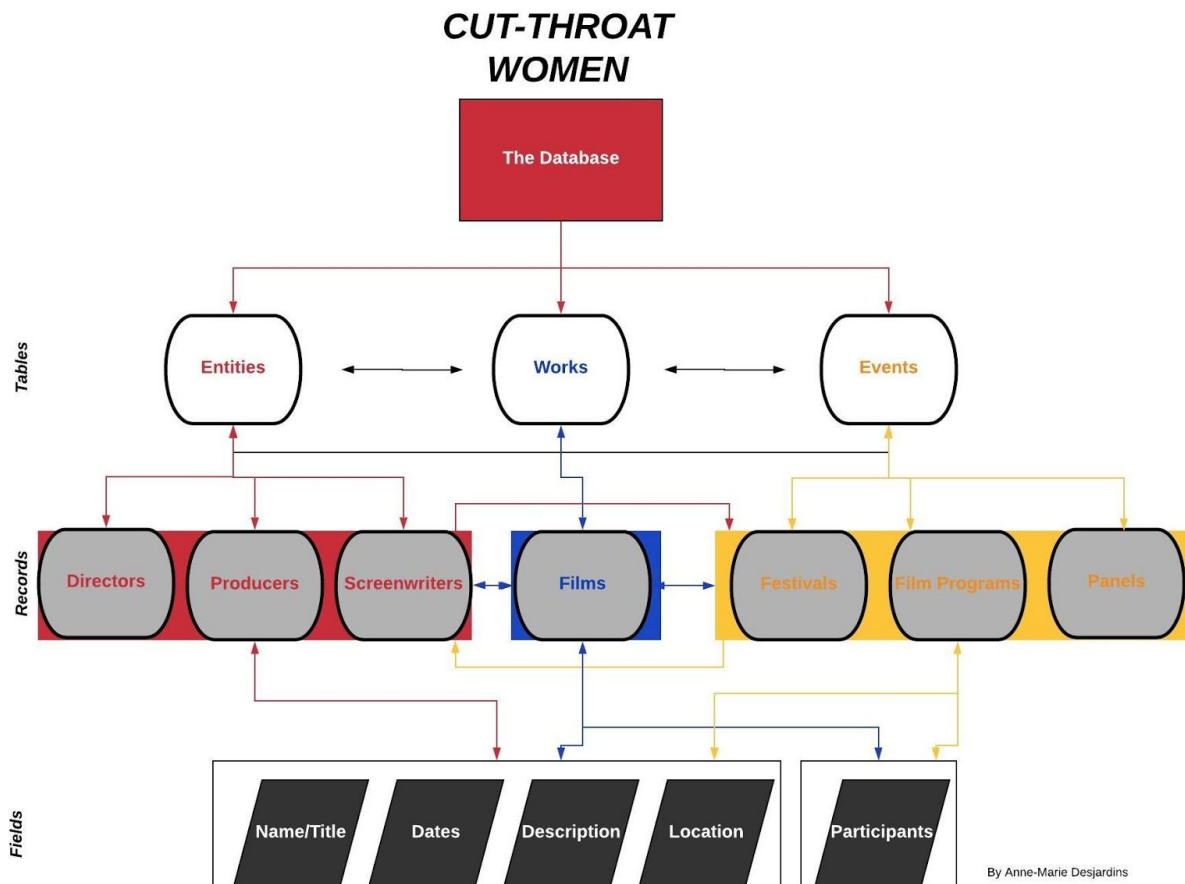 CUT-THROAT
WOMEN
The Database
Tables
Entities
Works
Events
Records
Directors
Producers
Screenwriters
Films
Festivals
Film Programs
Panels
Fields
Name/Title
Dates
Description
Location
Participants
By Anne-Marie Desjardins